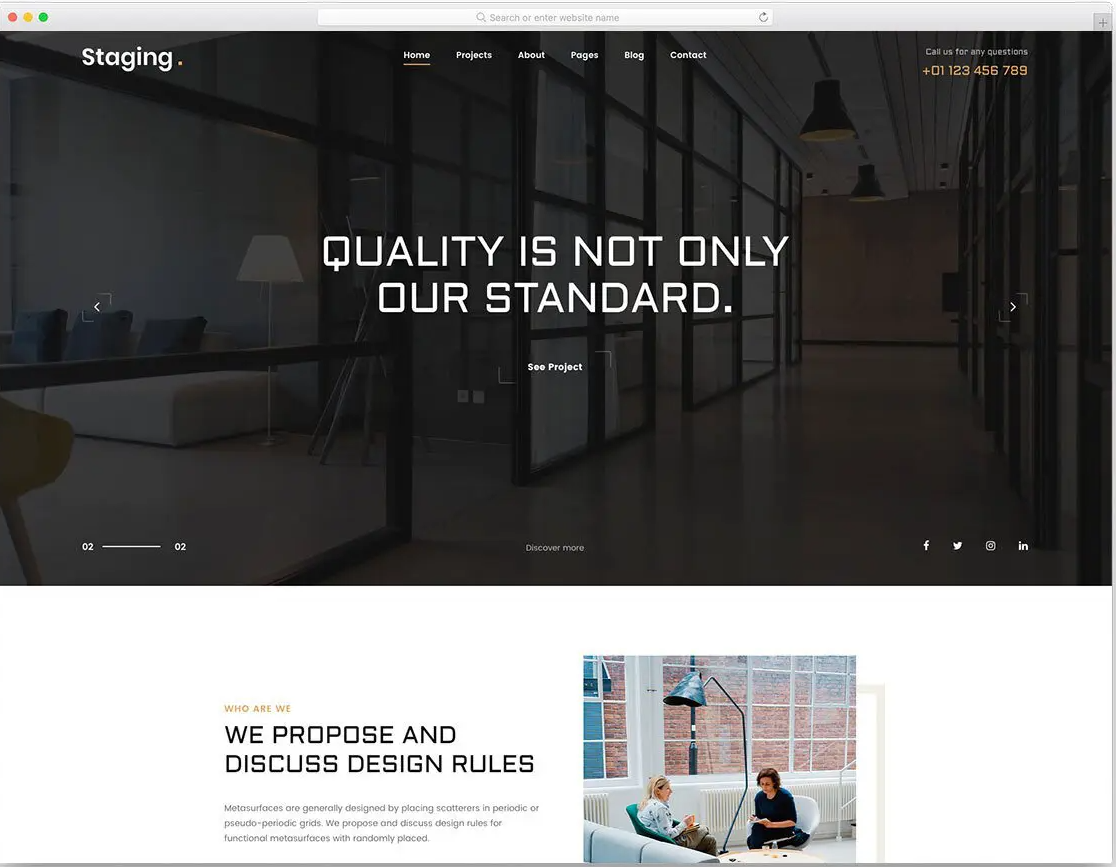 Search or enter website name
Staging.
Home Projects About Pages Blog Contact
Call us for any questions
+01 123 456 789
QUALITY IS NOT ONLY
OUR STANDARD.
See Project
02 02
Discover more
WHO ARE WE
WE PROPOSE AND
DISCUSS DESIGN RULES
Metasurfaces are generally designed by placing scatterers in periodic or
pseudo-periodic grids. We propose and discuss design rules for
functional metasurfaces with randomly placed.